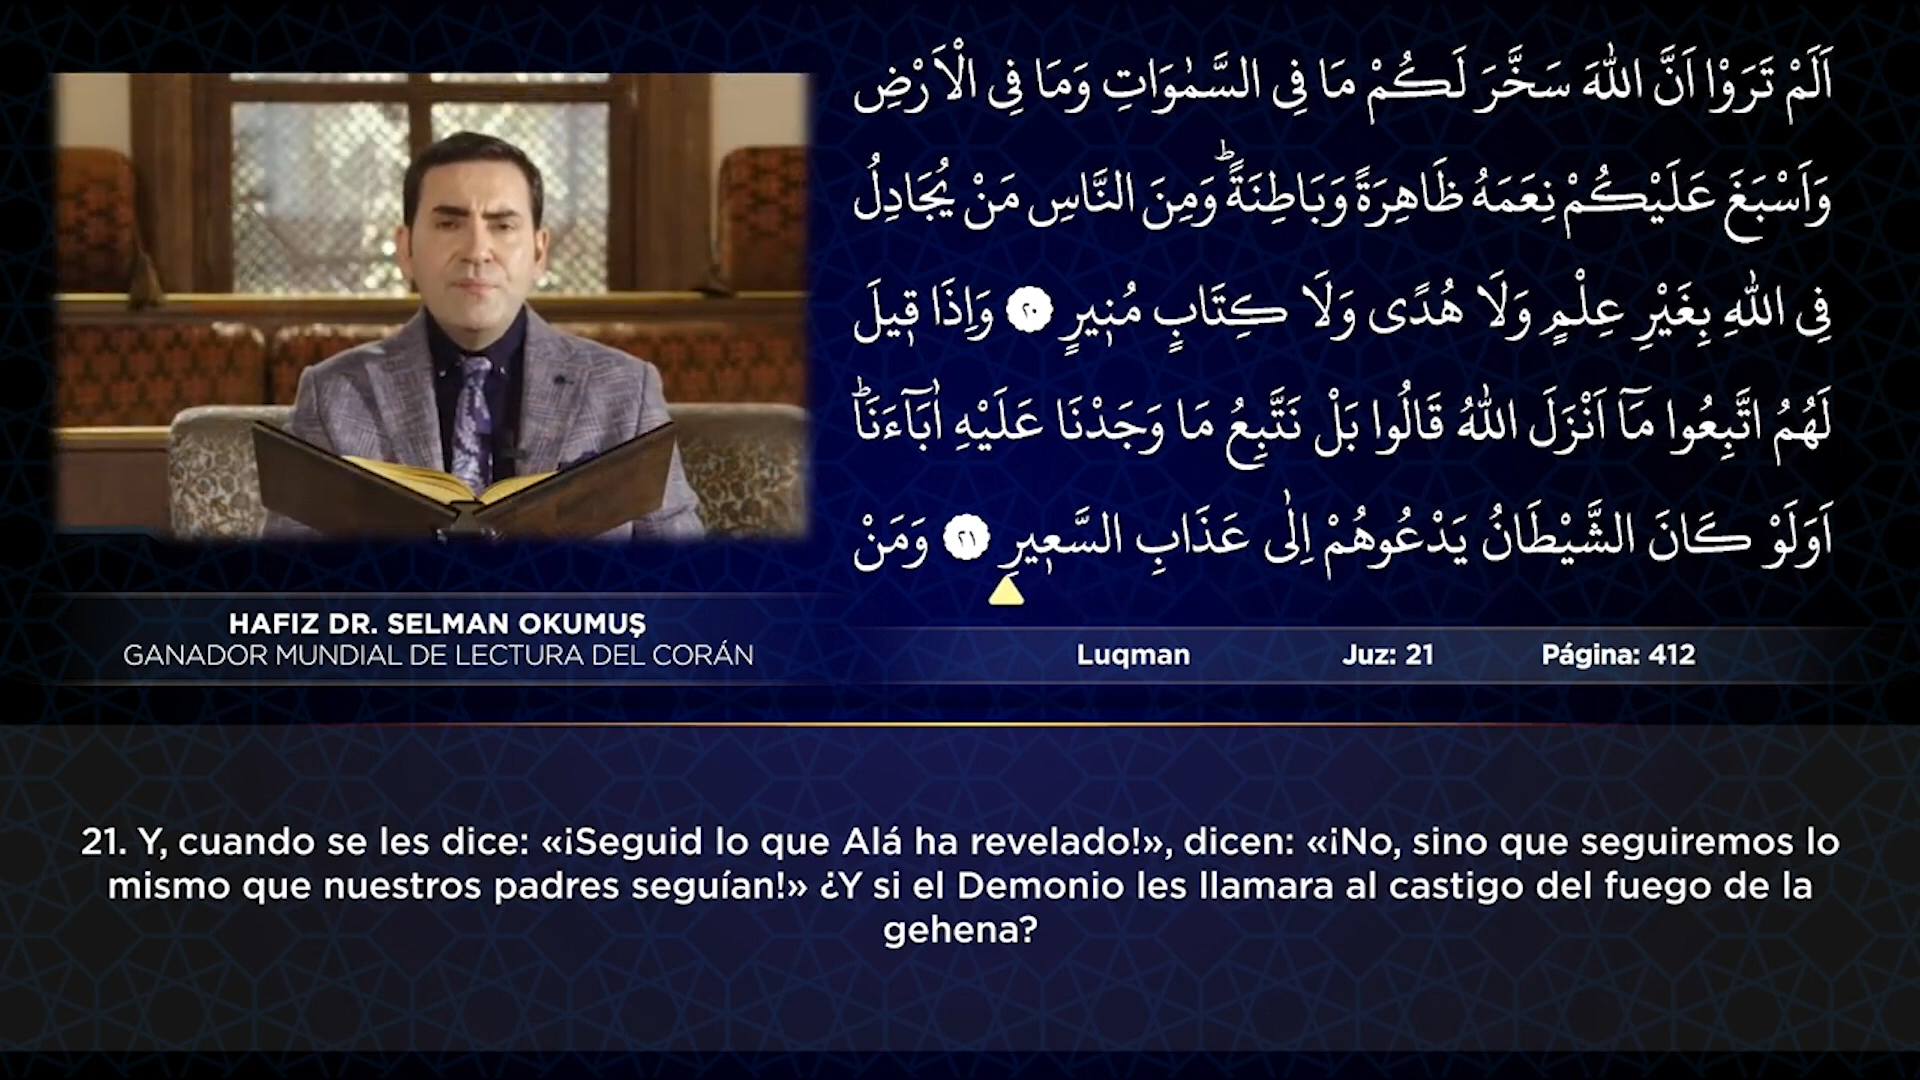 اَلَمْ تَرَوْا اَنَّ اللّٰهَ سَخَّرَ لَكُمْ مَا فِى السَّمٰوَاتِ وَمَا فِى الْاَرْضِ
وَاَسْبَغَ عَلَيْكُمْ نِعَمَهُ ظَاهِرَةً وَبَاطِنَةًۜ وَمِنَ النَّاسِ مَنْ يُجَادِلُ
فِى اللّٰهِ بِغَيْرِ عِلْمٍ وَلَا هُدًى وَلَا كِتَابٍ مُنٖيرٍ ﴿٢٠﴾ وَاِذَا قٖيلَ
لَهُمُ اتَّبِعُوا مَٓا اَنْزَلَ اللّٰهُ قَالُوا بَلْ نَتَّبِعُ مَا وَجَدْنَا عَلَيْهِ اٰبَٓاءَنَاۜ
اَوَلَوْ كَانَ الشَّيْطَانُ يَدْعُوهُمْ اِلٰى عَذَابِ السَّعٖيرِ ﴿٢١﴾ وَمَنْ
HAFIZ DR. SELMAN OKUMUŞ
GANADOR MUNDIAL DE LECTURA DEL CORÁN
Luqman Juz: 21 Página: 412
21. Y, cuando se les dice: «¡Seguid lo que Alá ha revelado!», dicen: «¡No, sino que seguiremos lo
mismo que nuestros padres seguían!» ¿Y si el Demonio les llamara al castigo del fuego de la
gehena?